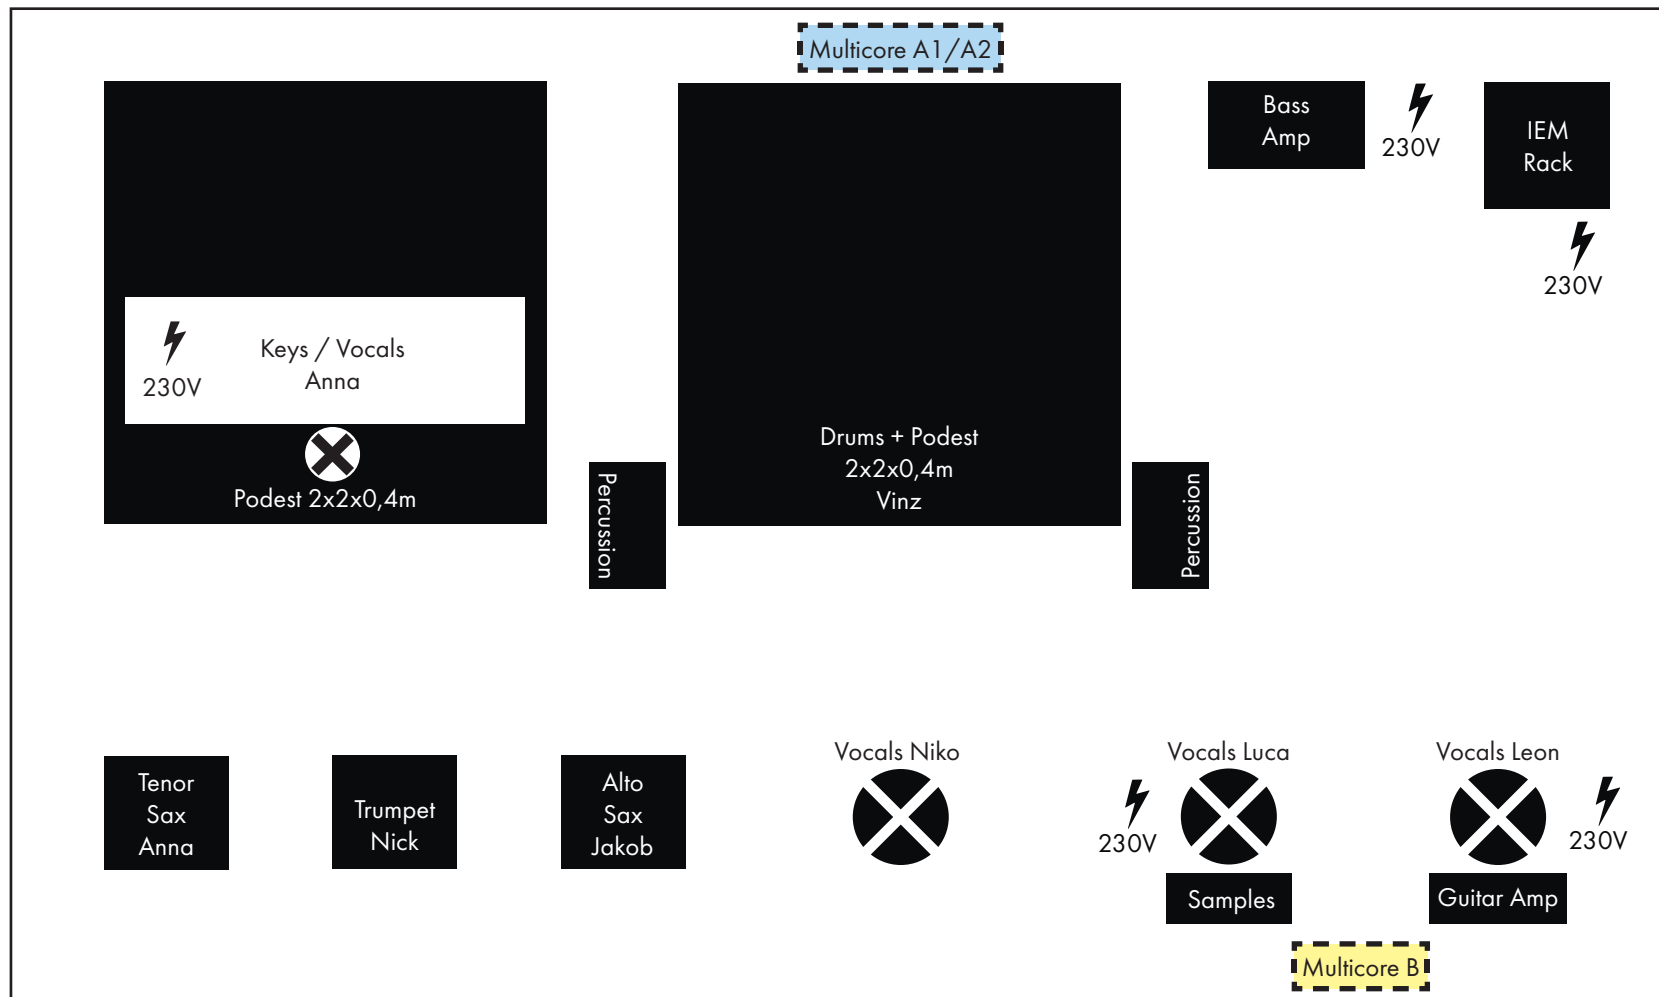 Multicore A1/A2
Bass
Amp
230V
IEM
Rack
230V
230V
Keys / Vocals
Anna
Podest 2x2x0,4m
Drums + Podest
2x2x0,4m
Vinz
Percussion
Percussion
Tenor
Sax
Anna
Trumpet
Nick
Alto
Sax
Jakob
Vocals Niko
Vocals Luca
230V
Samples
Vocals Leon
230V
Guitar Amp
Multicore B